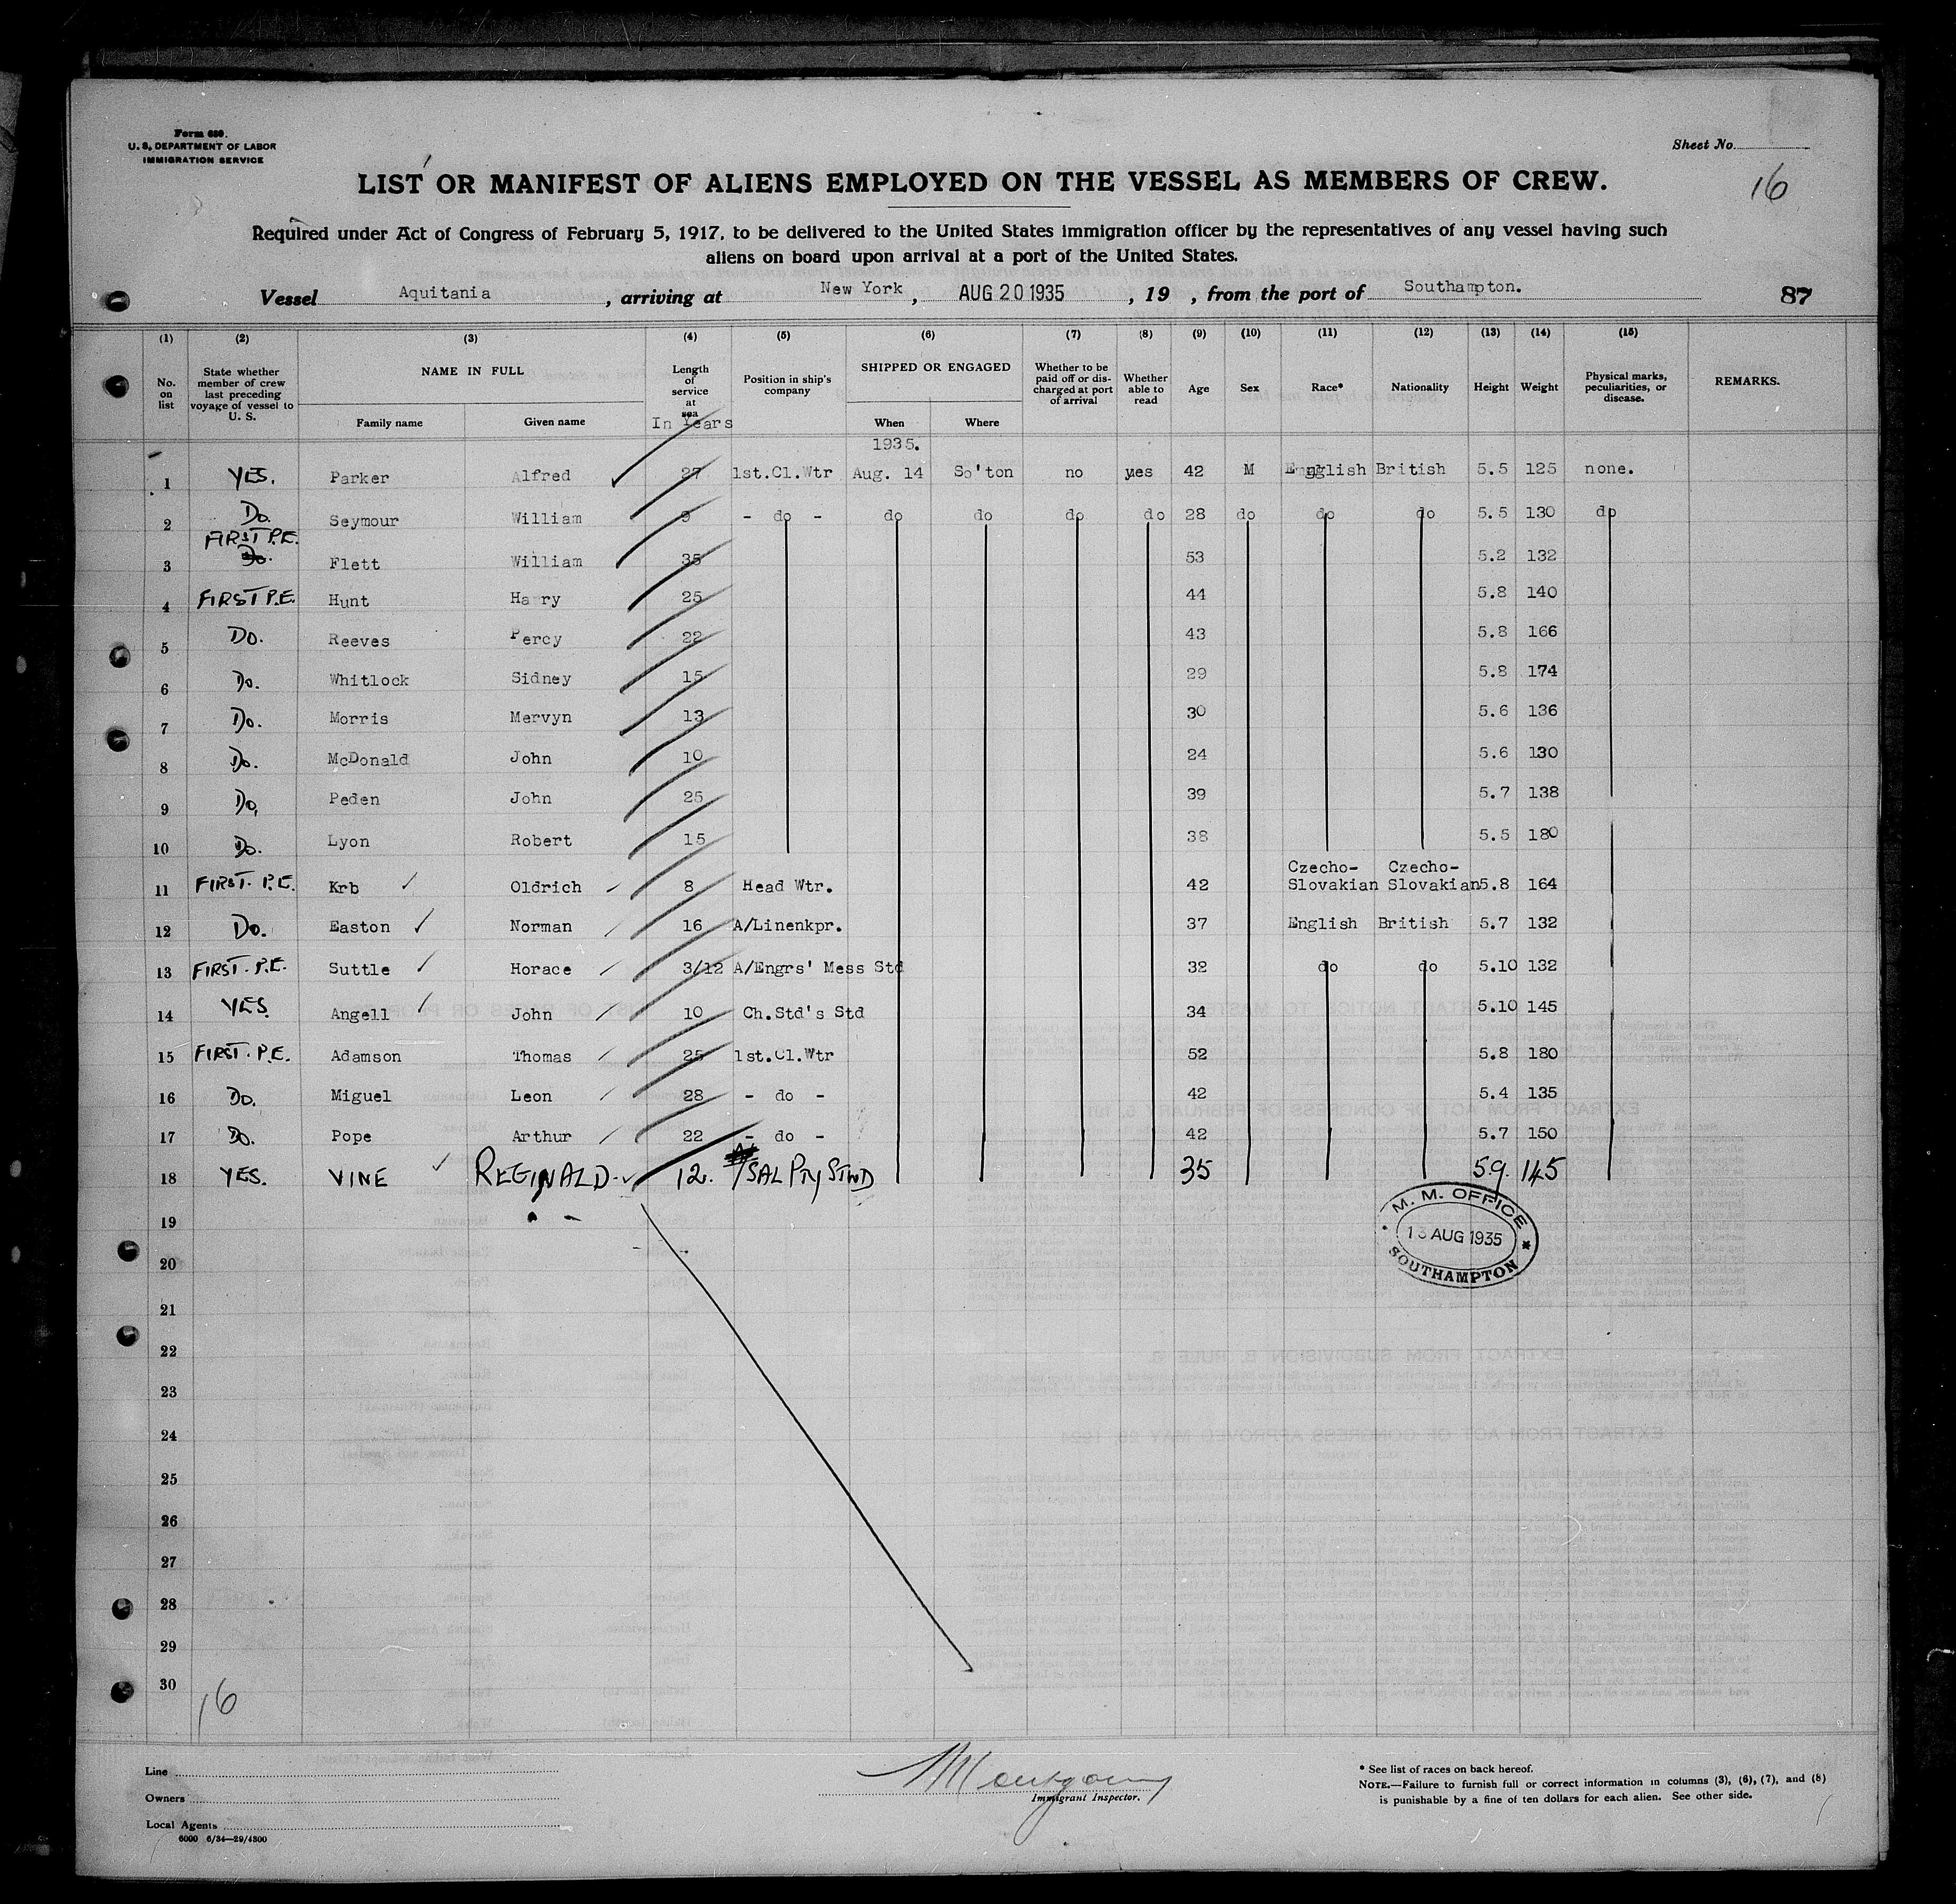 Form 680.
U. S. DEPARTMENT OF LABOR
IMMIGRATION SERVICE
Sheet No.
LIST OR MANIFEST OF ALIENS EMPLOYED ON THE VESSEL AS MEMBERS OF CREW.
16
Required under Act of Congress of February 5, 1917, to be delivered to the United States immigration officer by the representatives of any vessel having such
aliens on board upon arrival at a port of the United States.
Vessel Aquitania , arriving at New York , AUG 20 1935 , 19 , from the port of Southampton. 87
(1) (2) (3) (4) (5) (6) (7) (8) (9) (10) (11) (12) (13) (14) (15)
No. on list State whether member of crew last preceding voyage of vessel to U. S. NAME IN FULL Family name Given name Length of service at sea In Years Position in ship's company SHIPPED OR ENGAGED When Where Whether to be paid off or discharged at port of arrival Whether able to read Age Sex Race* Nationality Height Weight Physical marks, peculiarities, or disease. REMARKS.
1935.
1 YES. Parker Alfred 27 1st.Cl.Wtr Aug. 14 So'ton no yes 42 M English British 5.5 125 none.
2 Do. Seymour William 9 - do - do do do do 28 do do do 5.5 130 do
3 FIRST P.E. Do. Flett William 35 53 5.2 132
4 FIRST P.E. Hunt Harry 25 44 5.8 140
5 Do. Reeves Percy 22 43 5.8 166
6 Do. Whitlock Sidney 15 29 5.8 174
7 Do. Morris Mervyn 13 30 5.6 136
8 Do. McDonald John 10 24 5.6 130
9 Do, Peden John 25 39 5.7 138
10 Do. Lyon Robert 15 38 5.5 180
11 FIRST. P.E. Krb Oldrich 8 Head Wtr. 42 Czecho-Slovakian Czecho-Slovakian 5.8 164
12 Do. Easton Norman 16 A/Linenkpr. 37 English British 5.7 132
13 FIRST. P.E. Suttle Horace 3/12 A/Engrs' Mess Std 32 do do 5.10 132
14 YES. Angell John 10 Ch.Std's Std 34 5.10 145
15 FIRST. P.E. Adamson Thomas 25 1st.Cl.Wtr 52 5.8 180
16 Do. Miguel Leon 28 - do - 42 5.4 135
17 Do. Pope Arthur 22 - do - 42 5.7 150
18 YES. VINE REGINALD. 12. /SAL PTY STWD 35 5.9. 145
19
20
21
22
23
24
25
26
27
28
29
30
M. M. OFFICE
13 AUG 1935
SOUTHAMPTON
16
Line
Owners
Local Agents
6000 6/34—29/4300
Immigrant Inspector.
* See list of races on back hereof.
NOTE.—Failure to furnish full or correct information in columns (3), (6), (7), and (8)
is punishable by a fine of ten dollars for each alien. See other side.